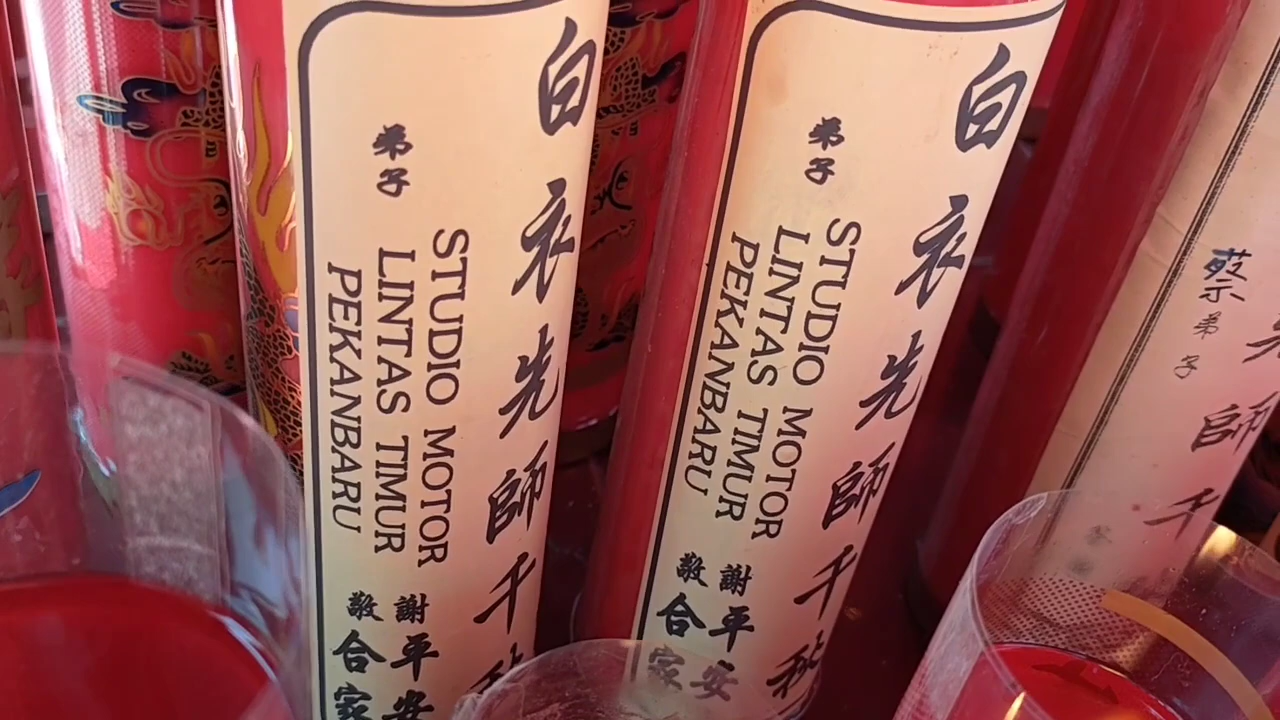 白衣先師千秋
弟子
STUDIO MOTOR
LINTAS TIMUR
PEKANBARU
敬謝
合家平安
白衣先師千秋
弟子
STUDIO MOTOR
LINTAS TIMUR
PEKANBARU
敬謝
合家平安
先師千
蔡弟子